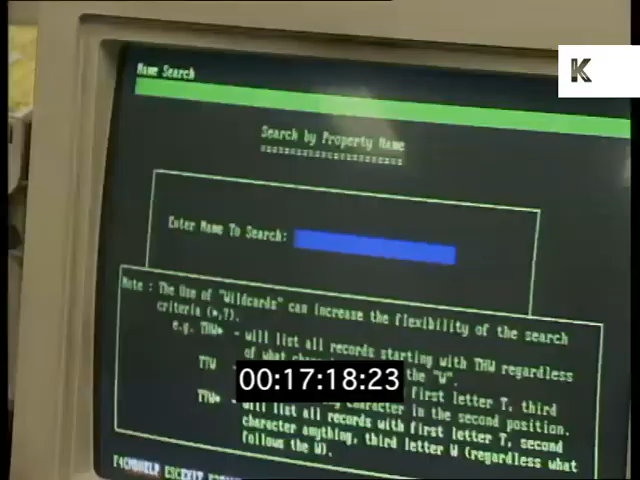 Name Search
K
Search by Property Name
Enter Name To Search:
Note : The Use of "Wildcards" can increase the flexibility of the search
criteria (*,?).
e.g. THW* - will list all records starting with THW regardless
of what the "W".
first letter T, third
character in the second position.
will list all records with first letter T, second
character anything, third letter W (regardless what
follows the W).
00:17:18:23
HELP ESCEXIT